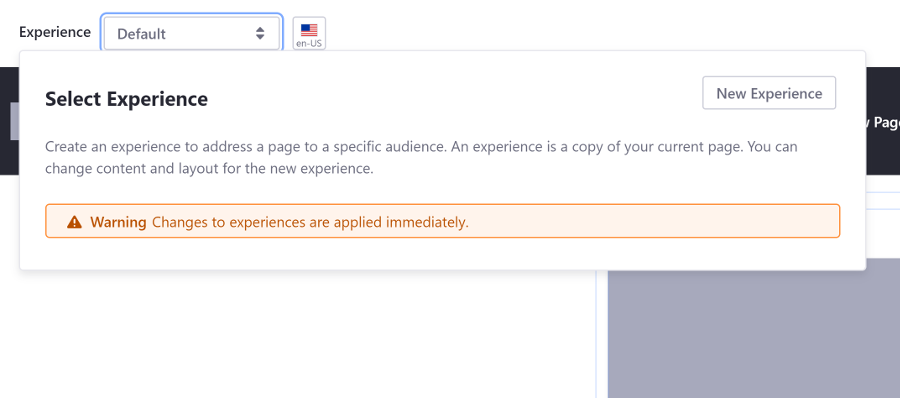 Experience
Default
en-US
Select Experience
New Experience
Create an experience to address a page to a specific audience. An experience is a copy of your current page. You can
change content and layout for the new experience.
Warning Changes to experiences are applied immediately.